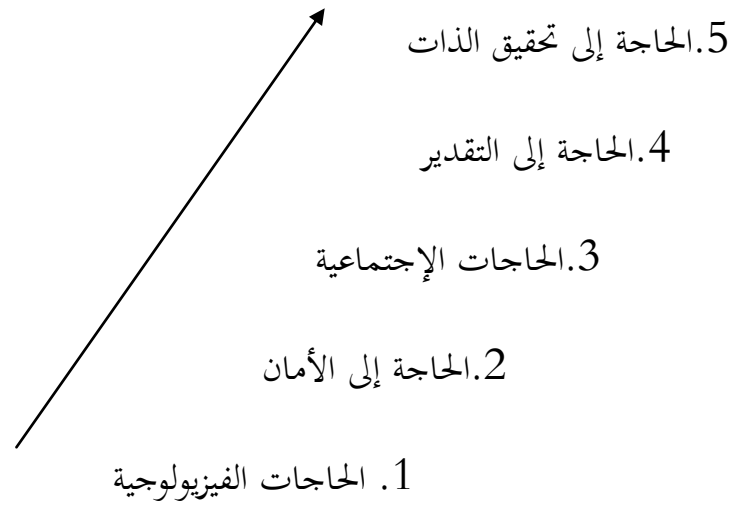 5.الحاجة إلى تحقيق الذات
4.الحاجة إلى التقدير
3.الحاجات الإجتماعية
2.الحاجة إلى الأمان
1. الحاجات الفيزيولوجية